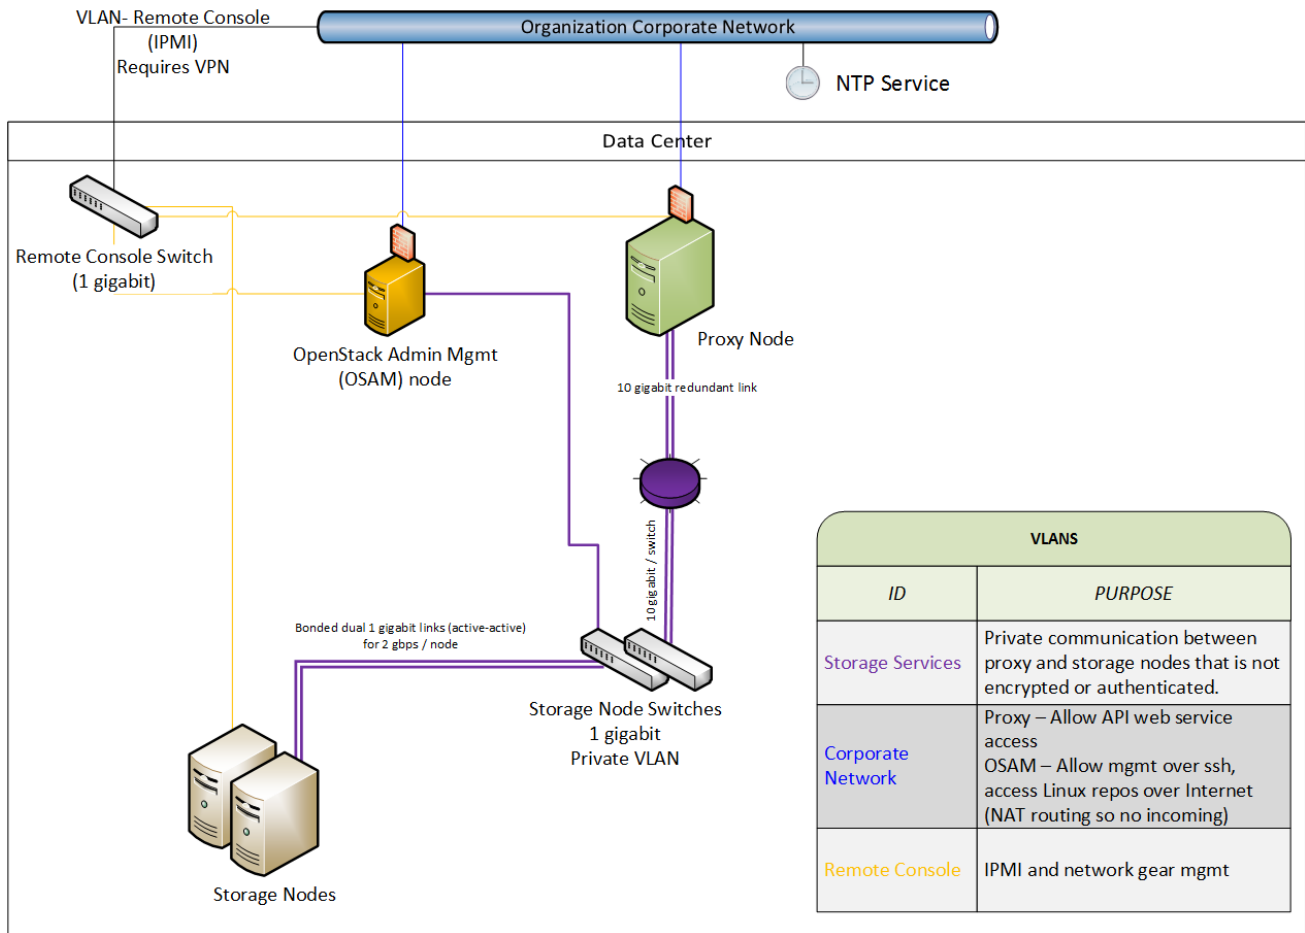 VLAN- Remote Console
(IPMI)
Requires VPN
Organization Corporate Network
NTP Service
Data Center
Remote Console Switch
(1 gigabit)
OpenStack Admin Mgmt
(OSAM) node
Proxy Node
10 gigabit redundant link
10 gigabit / switch
Bonded dual 1 gigabit links (active-active)
for 2 gbps / node
Storage Node Switches
1 gigabit
Private VLAN
Storage Nodes
VLANS
ID
PURPOSE
Storage Services
Private communication between
proxy and storage nodes that is not
encrypted or authenticated.
Corporate
Network
Proxy – Allow API web service
access
OSAM – Allow mgmt over ssh,
access Linux repos over Internet
(NAT routing so no incoming)
Remote Console
IPMI and network gear mgmt